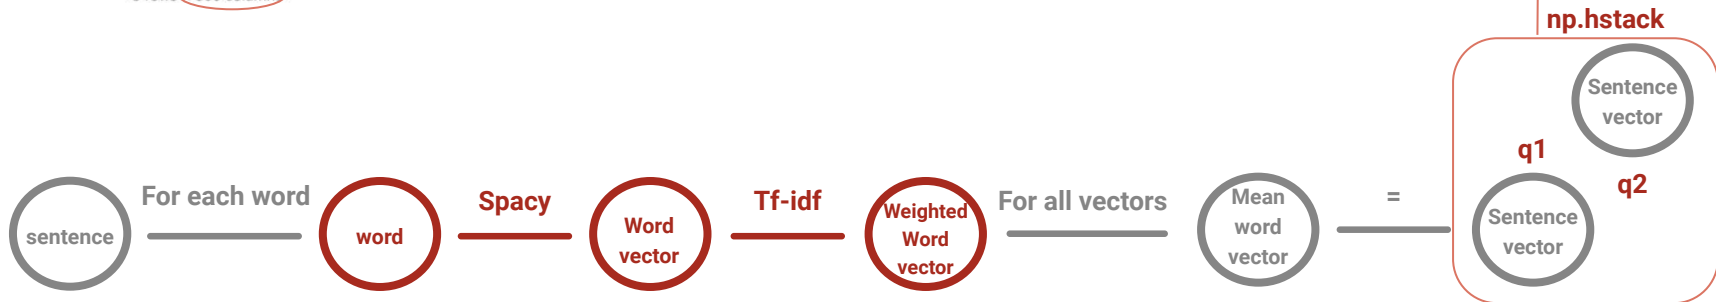 np.hstack
Sentence
vector
q1
q2
sentence
For each word
word
Spacy
Word
vector
Tf-idf
Weighted
Word
vector
For all vectors
Mean
word
vector
=
Sentence
vector